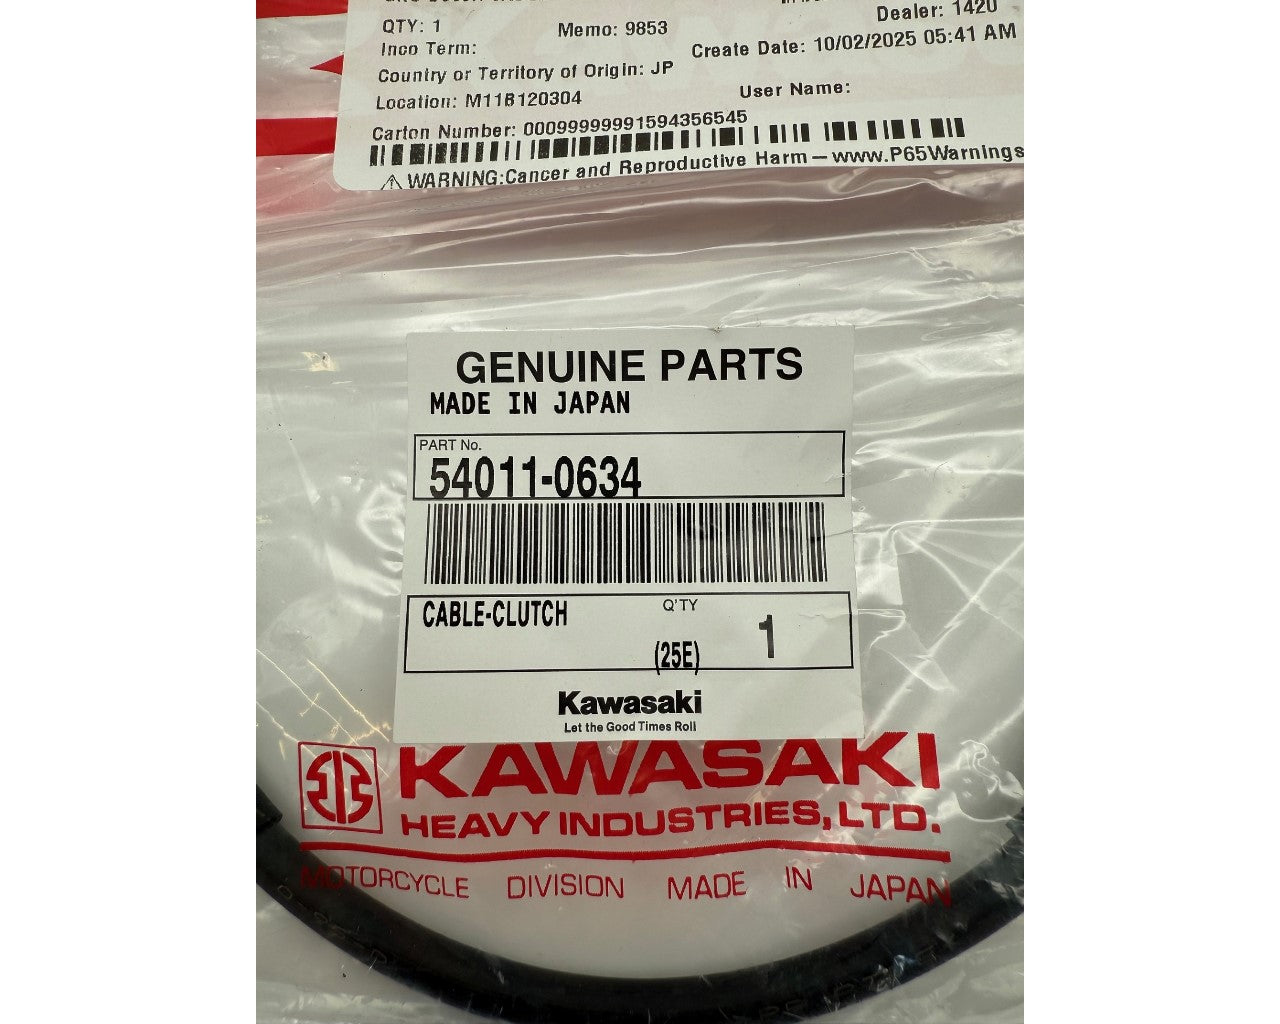 QTY: 1
Memo: 9853
Dealer: 1420
Inco Term:
Create Date: 10/02/2025 05:41 AM
Country or Territory of Origin: JP
Location: M11B120304
User Name:
Carton Number: 00099999991594356545
⚠ WARNING:Cancer and Reproductive Harm – www.P65Warnings
GENUINE PARTS
MADE IN JAPAN
PART No.
54011-0634
CABLE-CLUTCH
Q'TY
(25E)
1
Kawasaki
Let the Good Times Roll
KAWASAKI
HEAVY INDUSTRIES, LTD.
MOTORCYCLE DIVISION MADE IN JAPAN